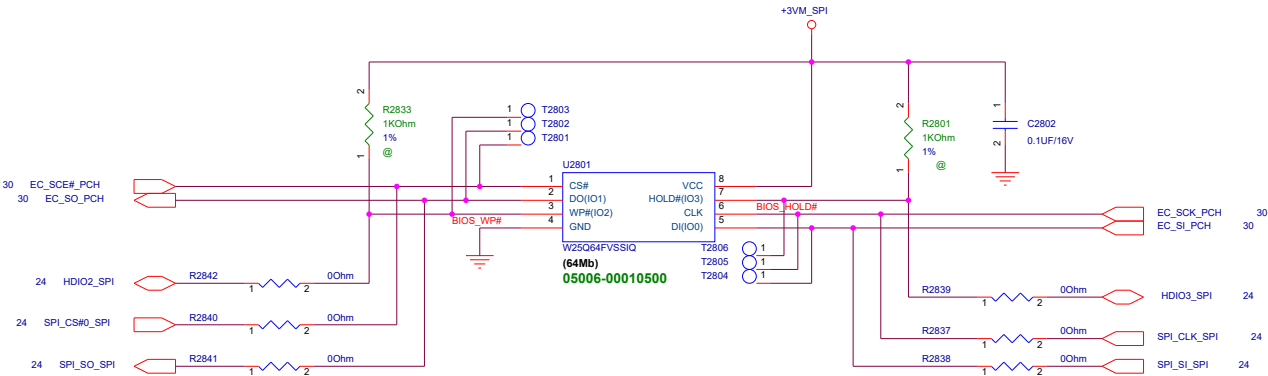 +3VM_SPI
2
R2833
1KOhm
1%
@
1
1 T2803
1 T2802
1 T2801
2
R2801
1KOhm
1%
@
1
1
C2802
0.1UF/16V
2
U2801
30 EC_SCE#_PCH
30 EC_SO_PCH
1 CS# VCC 8
2 DO(IO1) HOLD#(IO3) 7
3 WP#(IO2) CLK 6
4 GND DI(IO0) 5
BIOS_WP#
BIOS_HOLD#
EC_SCK_PCH 30
EC_SI_PCH 30
W25Q64FVSSIQ
(64Mb)
05006-00010500
T2806 1
T2805 1
T2804 1
24 HDIO2_SPI R2842 0Ohm
1 2
24 SPI_CS#0_SPI R2840 0Ohm
1 2
24 SPI_SO_SPI R2841 0Ohm
1 2
R2839 0Ohm HDIO3_SPI 24
1 2
R2837 0Ohm SPI_CLK_SPI 24
1 2
R2838 0Ohm SPI_SI_SPI 24
1 2